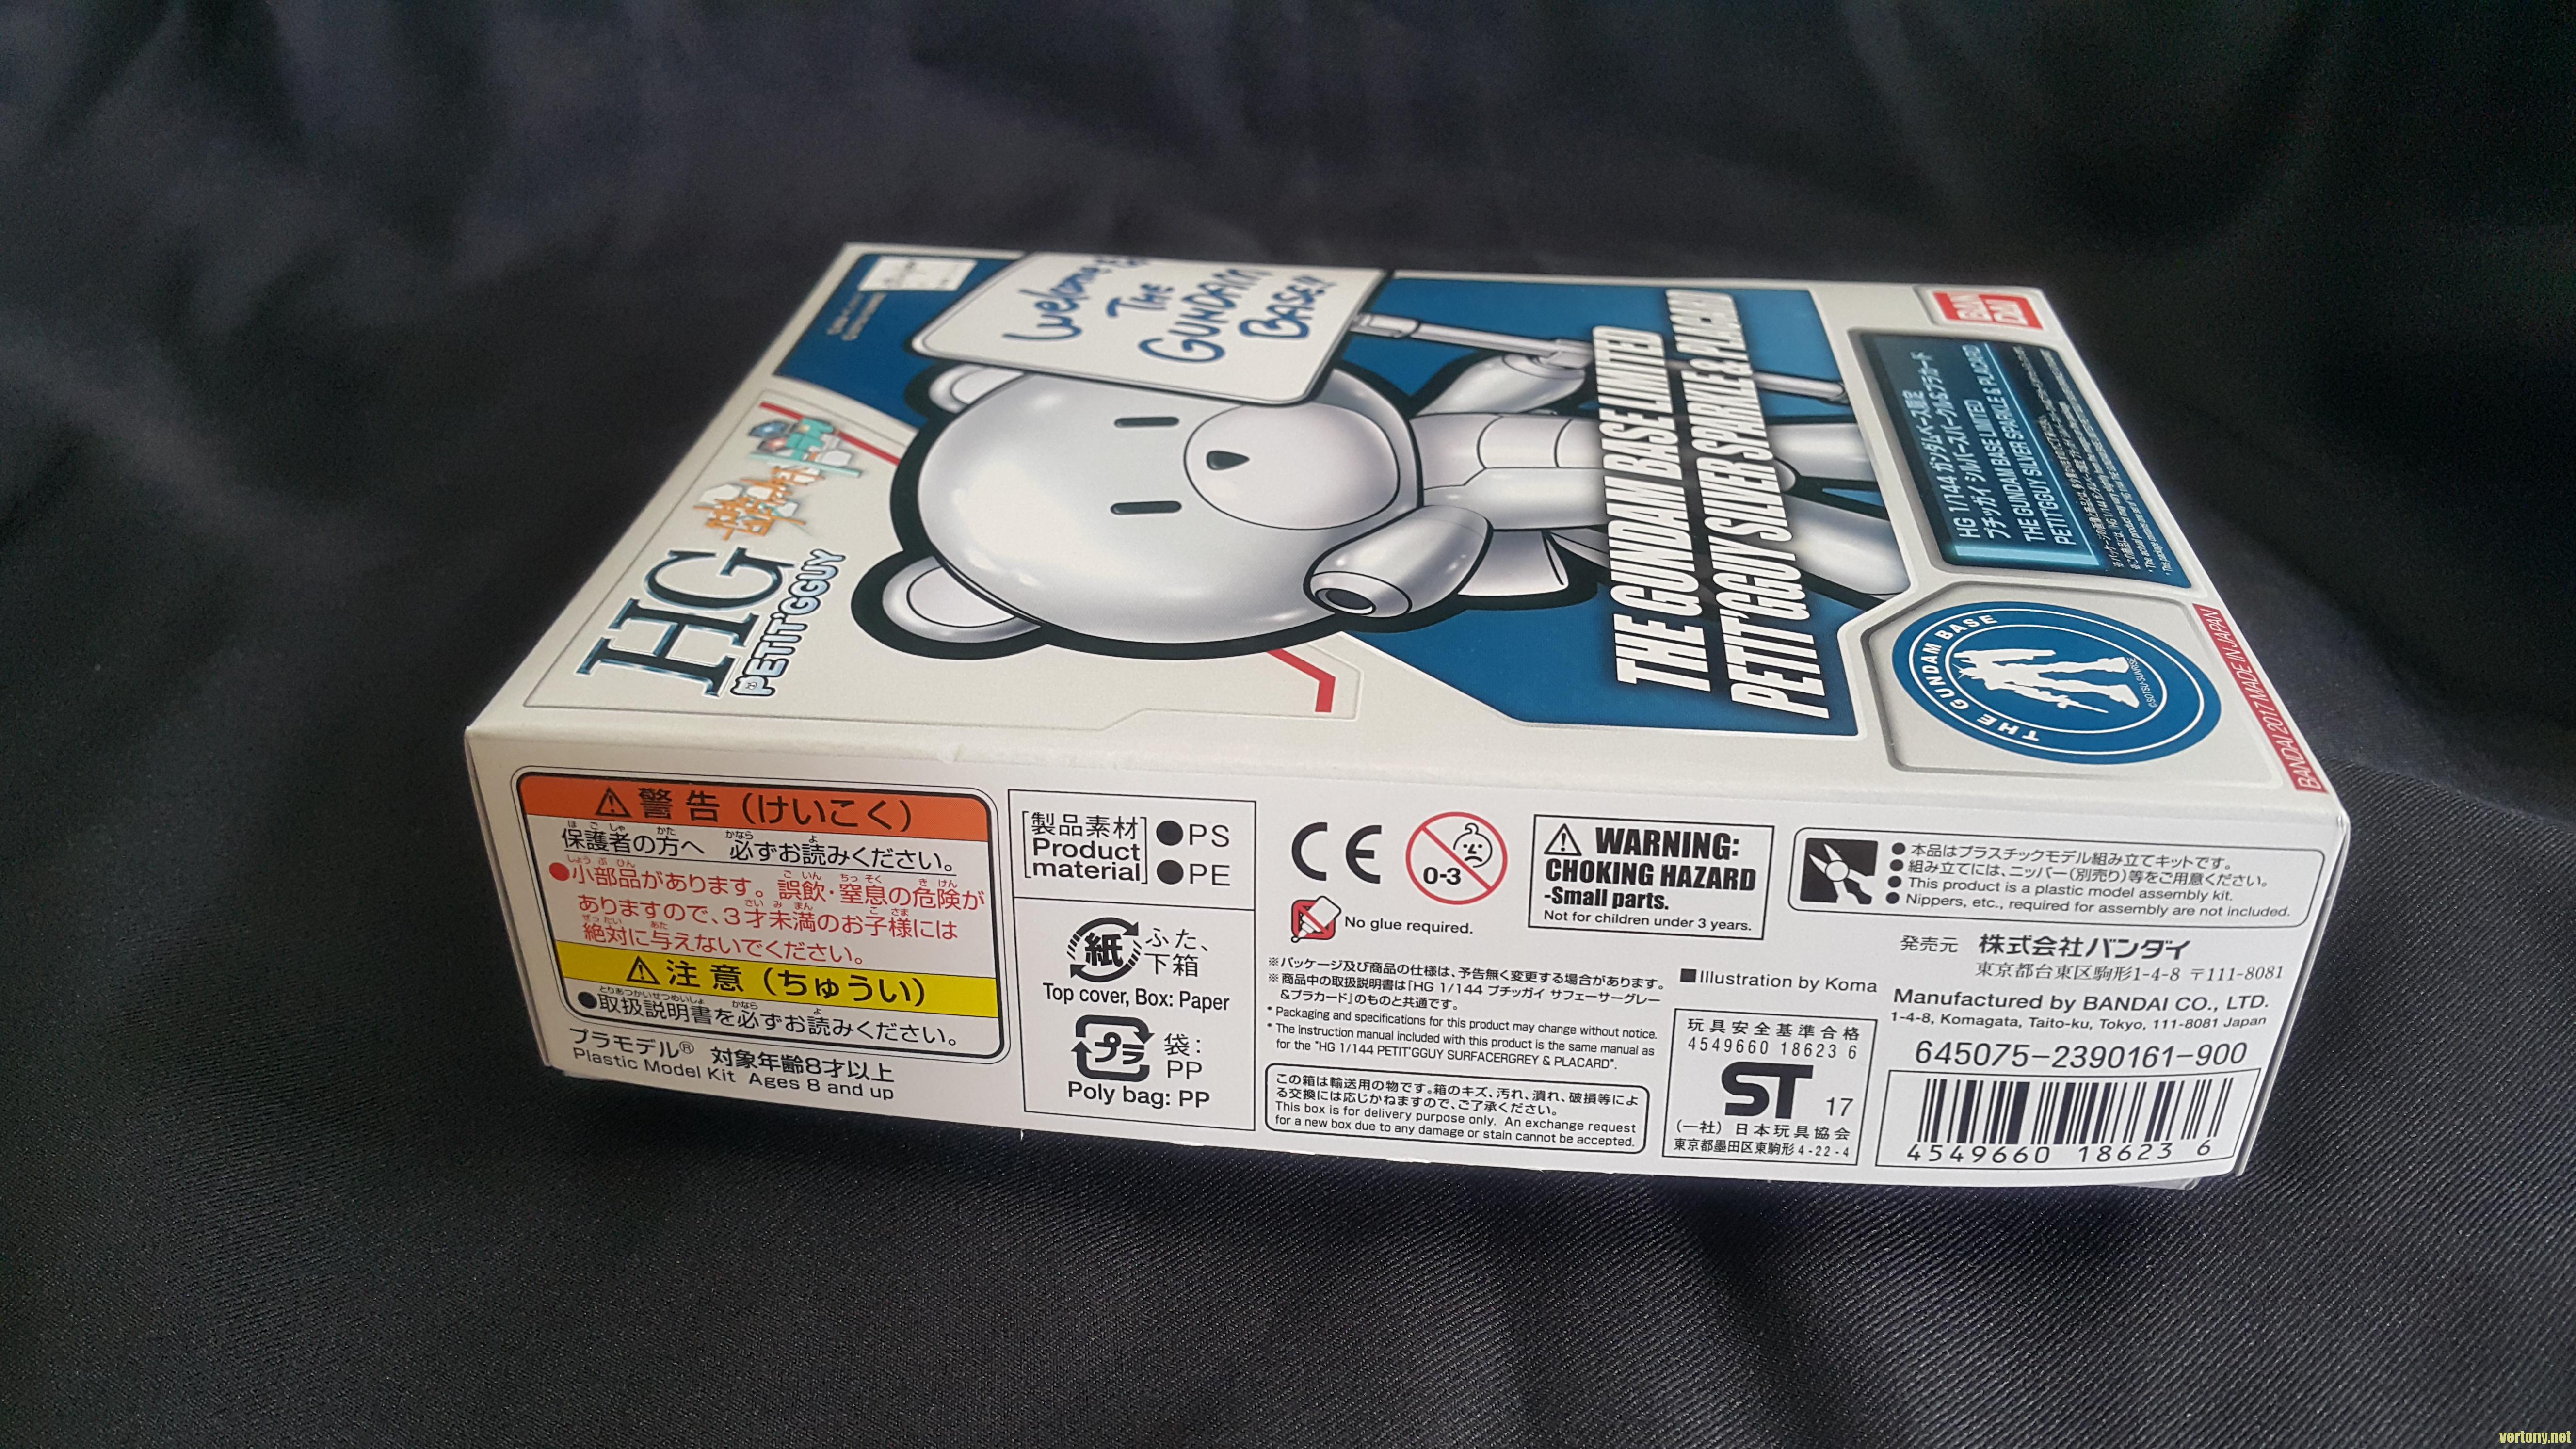 Welcome
THE
GUNDAM
BASE!!
HG
PETIT'GGUY
THE GUNDAM BASE LIMITED
PETIT'GGUY SILVER SPARKLE & PLACARD
BAN
DAI
HG 1/144 ガンダムベース限定
プチッガイ シルバースパークル&プラカード
THE GUNDAM BASE LIMITED
PETIT'GGUY SILVER SPARKLE & PLACARD
THE GUNDAM BASE
©SOTSU·SUNRISE
BANDAI 2017 MADE IN JAPAN
警告（けいこく）
保護者の方へ 必ずお読みください。
●小部品があります。誤飲・窒息の危険が
ありますので、3才未満のお子様には
絶対に与えないでください。
注意（ちゅうい）
●取扱説明書を必ずお読みください。
プラモデル® 対象年齢8才以上
Plastic Model Kit Ages 8 and up
[製品素材
Product
material]
●PS
●PE
紙
ふた、
下箱
Top cover, Box: Paper
プラ
袋:
PP
Poly bag: PP
CE
0-3
No glue required.
WARNING:
CHOKING HAZARD
-Small parts.
Not for children under 3 years.
●本品はプラスチックモデル組み立てキットです。
●組み立てには、ニッパー(別売り)等をご用意ください。
●This product is a plastic model assembly kit.
●Nippers, etc., required for assembly are not included.
※パッケージ及び商品の仕様は、予告無く変更する場合があります。
※商品中の取扱説明書は「HG 1/144 プチッガイ サフェーサーグレー
&プラカード」のものと共通です。
* Packaging and specifications for this product may change without notice.
* The instruction manual included with this product is the same manual as
for the "HG 1/144 PETIT'GGUY SURFACERGREY & PLACARD".
この箱は輸送用の物です。箱のキズ、汚れ、潰れ、破損等によ
る交換には応じかねますので、ご了承ください。
This box is for delivery purpose only. An exchange request
for a new box due to any damage or stain cannot be accepted.
■Illustration by Koma
玩具安全基準合格
4549660 18623 6
ST 17
(一社) 日本玩具協会
東京都墨田区東駒形4-22-4
発売元 株式会社バンダイ
東京都台東区駒形1-4-8 〒111-8081
Manufactured by BANDAI CO., LTD.
1-4-8, Komagata, Taito-ku, Tokyo, 111-8081 Japan
645075-2390161-900
4549660 18623 6
vertony.net